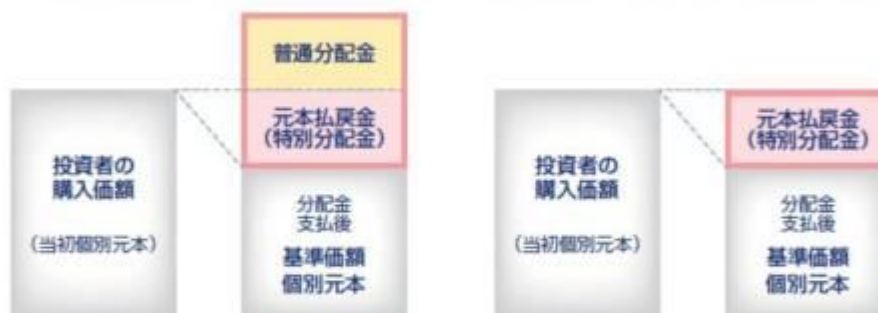 普通分配金
元本払戻金
(特別分配金)
投資者の
購入価額
(当初個別元本)
分配金
支払後
基準価額
個別元本
元本払戻金
(特別分配金)
投資者の
購入価額
(当初個別元本)
分配金
支払後
基準価額
個別元本